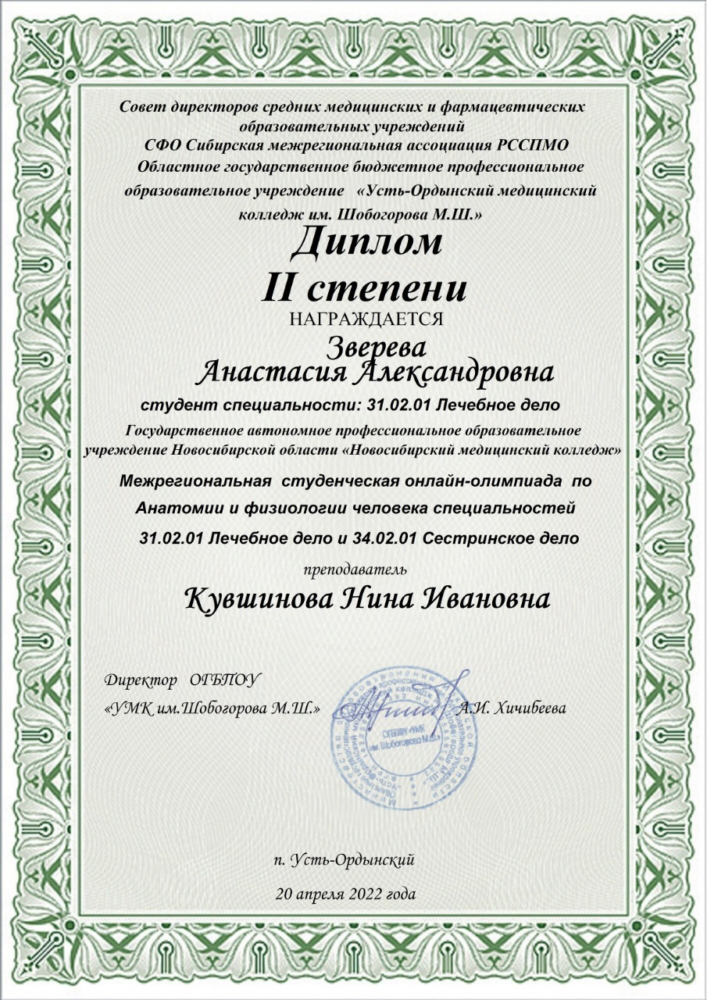 Совет директоров средних медицинских и фармацевтических
образовательных учреждений
СФО Сибирская межрегиональная ассоциация РССПМО
Областное государственное бюджетное профессиональное
образовательное учреждение «Усть-Ордынский медицинский
колледж им. Шобогорова М.Ш.»
Диплом
II степени
НАГРАЖДАЕТСЯ
Зверева
Анастасия Александровна
студент специальности: 31.02.01 Лечебное дело
Государственное автономное профессиональное образовательное
учреждение Новосибирской области «Новосибирский медицинский колледж»
Межрегиональная студенческая онлайн-олимпиада по
Анатомии и физиологии человека специальностей
31.02.01 Лечебное дело и 34.02.01 Сестринское дело
преподаватель
Кувшинова Нина Ивановна
Директор ОГБПОУ
«УМК им.Шобогорова М.Ш.» А.И. Хичибеева
ОГБПОУ «УМК
им. Шобогорова М.Ш.»
п. Усть-Ордынский
20 апреля 2022 года